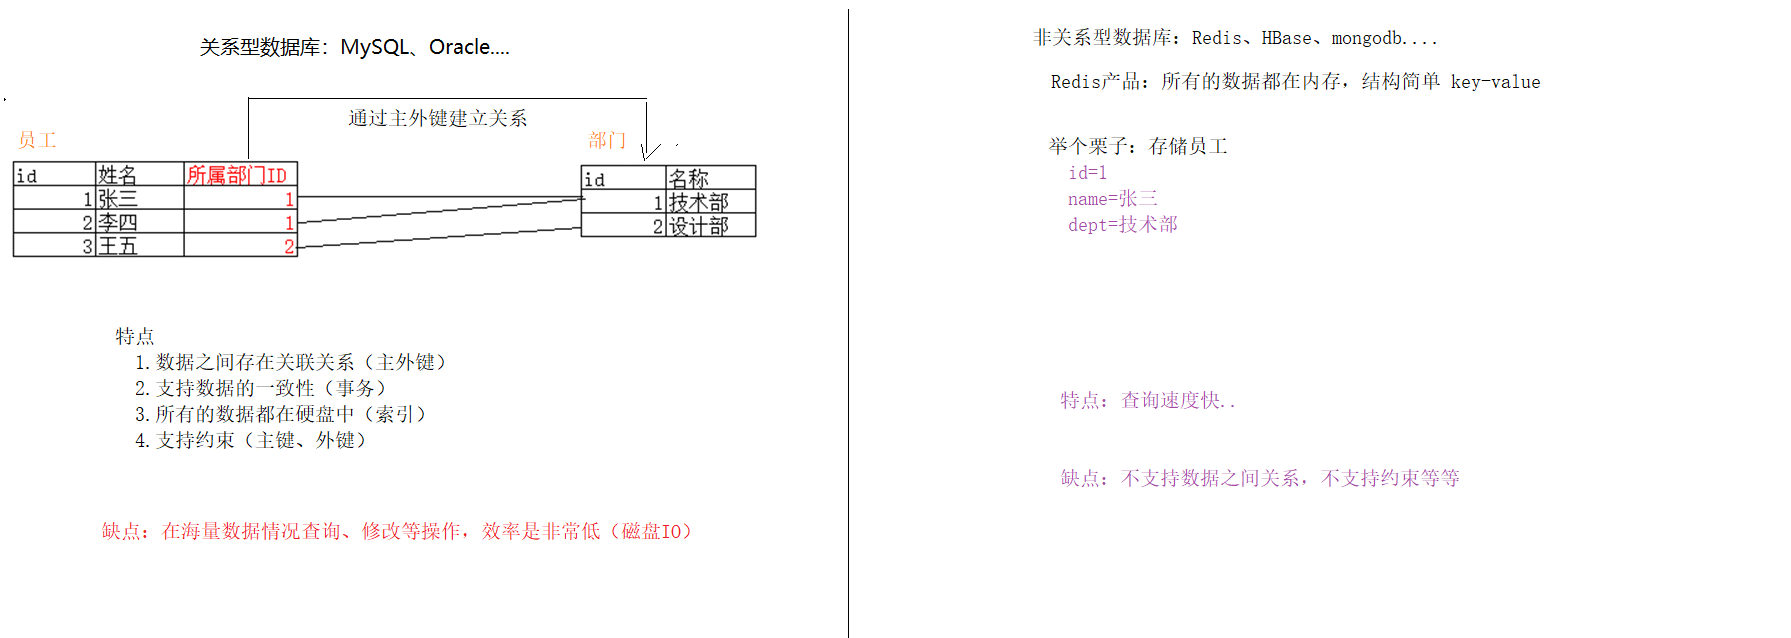 关系型数据库：MySQL、Oracle....
通过主外键建立关系
员工
id 姓名 所属部门ID
1 张三 1
2 李四 1
3 王五 2
部门
id 名称
1 技术部
2 设计部
特点
1.数据之间存在关联关系（主外键）
2.支持数据的一致性（事务）
3.所有的数据都在硬盘中（索引）
4.支持约束（主键、外键）
缺点：在海量数据情况查询、修改等操作，效率是非常低（磁盘IO）
非关系型数据库：Redis、HBase、mongodb....
Redis产品：所有的数据都在内存，结构简单 key-value
举个栗子：存储员工
id=1
name=张三
dept=技术部
特点：查询速度快..
缺点：不支持数据之间关系，不支持约束等等